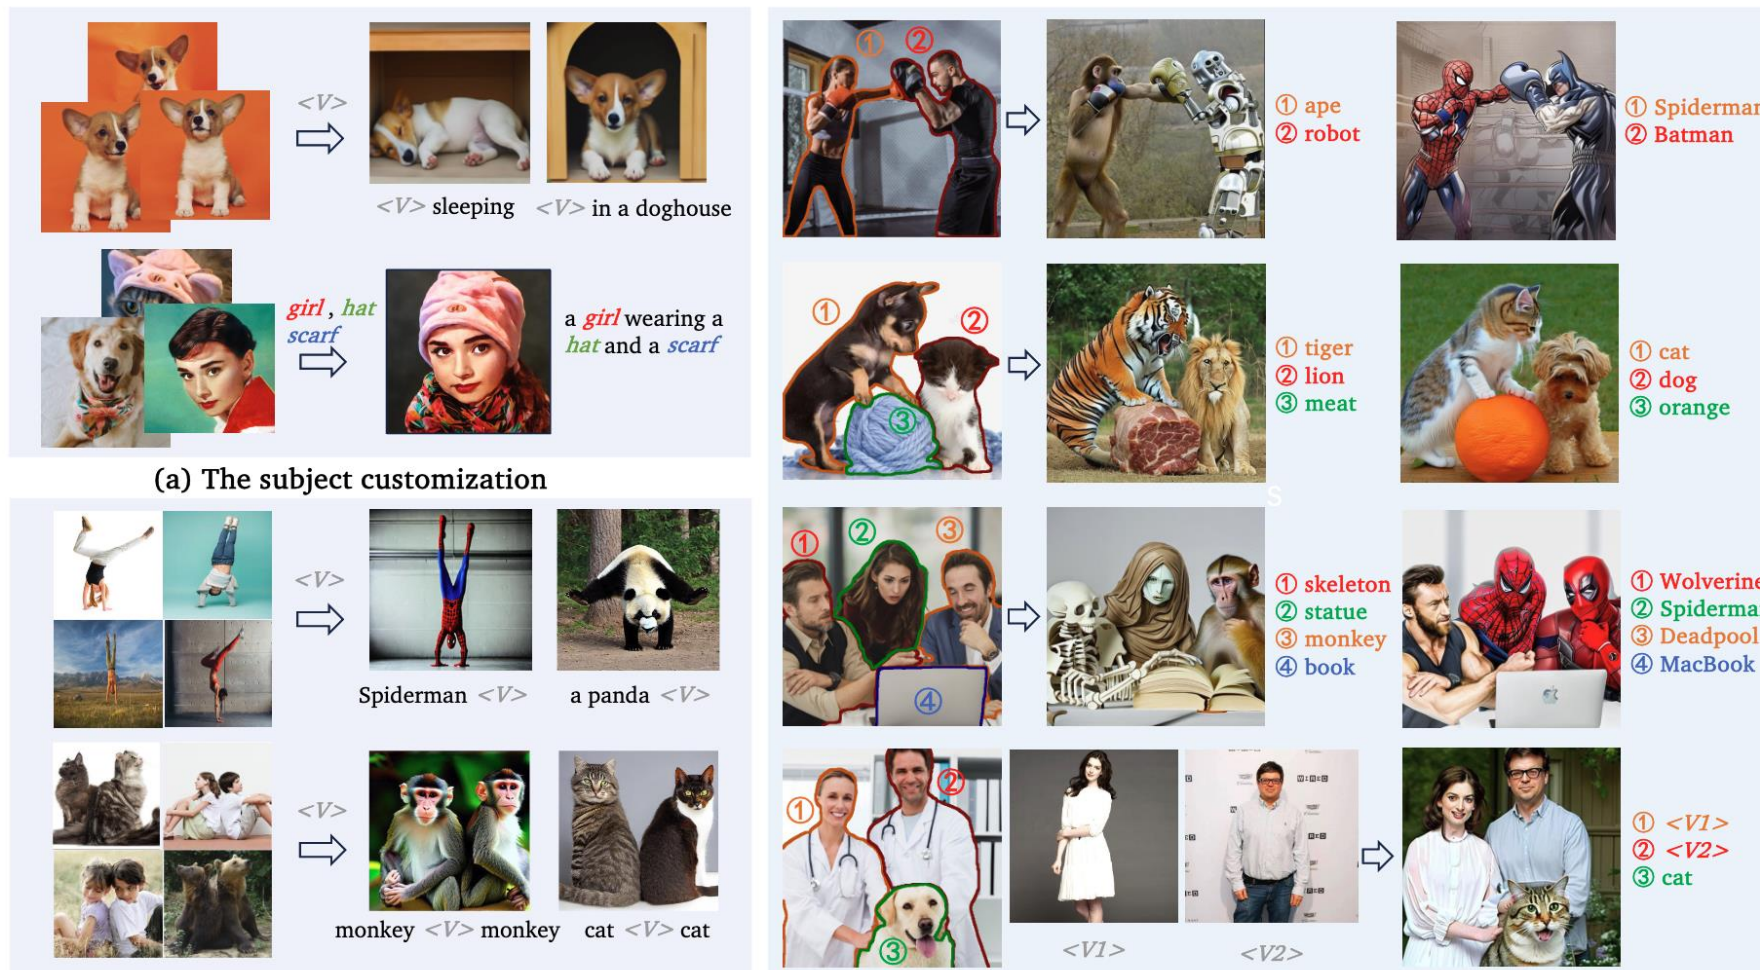 <V>
<V> sleeping
<V> in a doghouse
girl , hat
scarf
a girl wearing a
hat and a scarf
(a) The subject customization
<V>
Spiderman <V>
a panda <V>
<V>
monkey <V> monkey
cat <V> cat
① ②
① ape
② robot
① Spiderman
② Batman
① ②
③
① tiger
② lion
③ meat
① cat
② dog
③ orange
s
① ② ③
④
① skeleton
② statue
③ monkey
④ book
① Wolverine
② Spiderman
③ Deadpool
④ MacBook
① ②
③
WIRED
<V1>
<V2>
① <V1>
② <V2>
③ cat